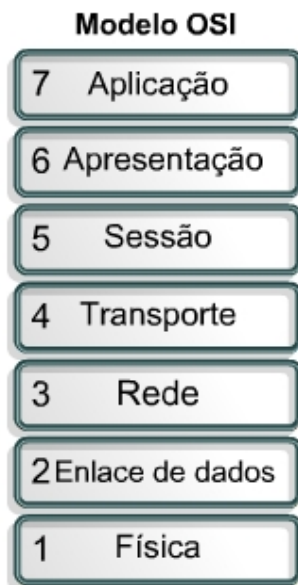 Modelo OSI
7 Aplicação
6 Apresentação
5 Sessão
4 Transporte
3 Rede
2 Enlace de dados
1 Física